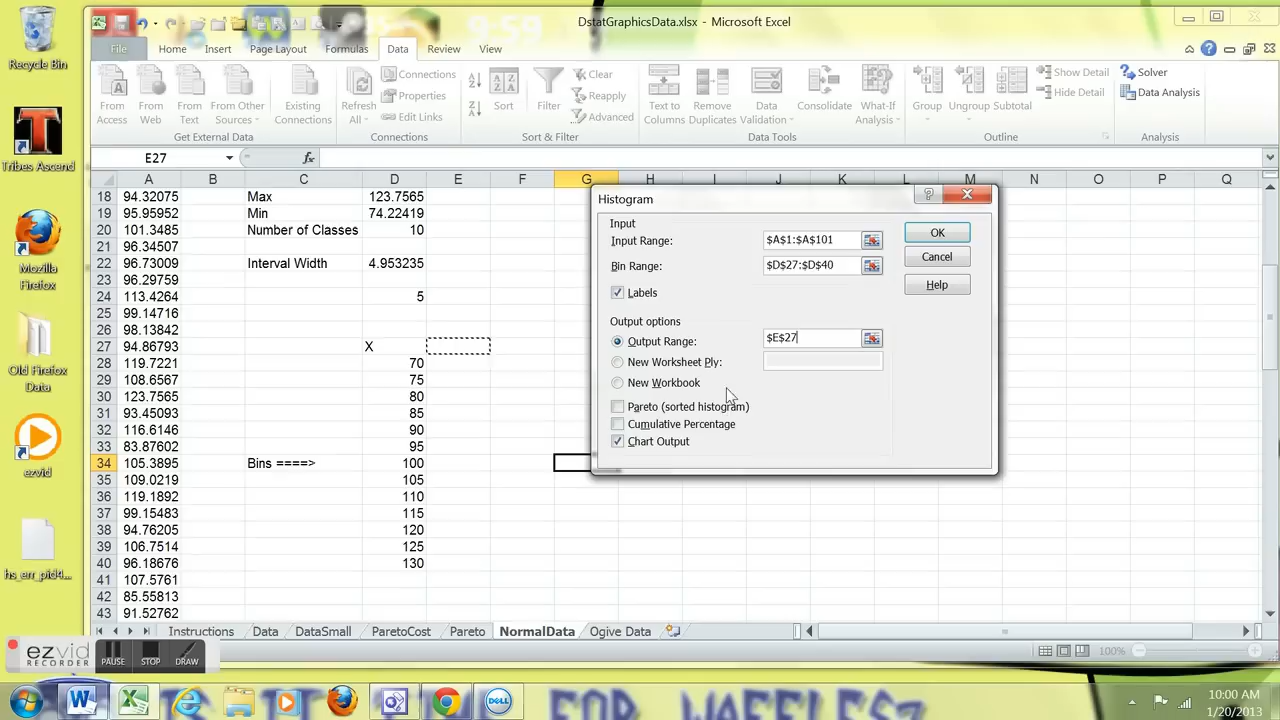 DstatGraphicsData.xlsx - Microsoft Excel
Recycle Bin
Tribes Ascend
Mozilla Firefox
Old Firefox Data
ezvid
hs_err_pid4...
File Home Insert Page Layout Formulas Data Review View
From Access From Web From Text From Other Sources Existing Connections
Get External Data
Refresh All Connections Properties Edit Links
Connections
Sort Filter Clear Reapply Advanced
Sort & Filter
Text to Columns Remove Duplicates Data Validation Consolidate What-If Analysis
Data Tools
Group Ungroup Subtotal Show Detail Hide Detail
Outline
Solver Data Analysis
Analysis
E27 fx
A B C D E F G H I J K L M N O P Q
18 94.32075 Max 123.7565
19 95.95952 Min 74.22419
20 101.3485 Number of Classes 10
21 96.34507
22 96.73009 Interval Width 4.953235
23 96.29759
24 113.4264 5
25 99.14716
26 98.13842
27 94.86793 X
28 119.7221 70
29 108.6567 75
30 123.7565 80
31 93.45093 85
32 116.6146 90
33 83.87602 95
34 105.3895 Bins ====> 100
35 109.0219 105
36 119.1892 110
37 99.15483 115
38 94.76205 120
39 106.7514 125
40 96.18676 130
41 107.5761
42 85.55813
43 91.52762
Histogram
Input
Input Range: $A$1:$A$101
Bin Range: $D$27:$D$40
Labels
Output options
Output Range: $E$27
New Worksheet Ply:
New Workbook
Pareto (sorted histogram)
Cumulative Percentage
Chart Output
OK
Cancel
Help
Instructions Data DataSmall ParetoCost Pareto NormalData Ogive Data
100%
ezvid
RECORDER
PAUSE STOP DRAW
DELL
10:00 AM
1/20/2013